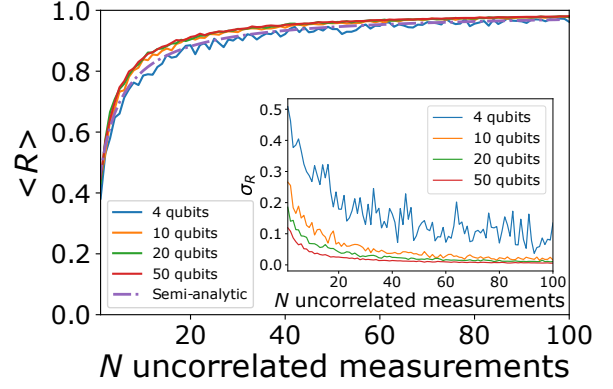 <R>
1.0
0.8
0.6
0.4
0.2
0.0
20
40
60
80
100
N uncorrelated measurements
4 qubits
10 qubits
20 qubits
50 qubits
Semi-analytic
σR
0.5
0.4
0.3
0.2
0.1
0.0
20
40
60
80
100
N uncorrelated measurements
4 qubits
10 qubits
20 qubits
50 qubits